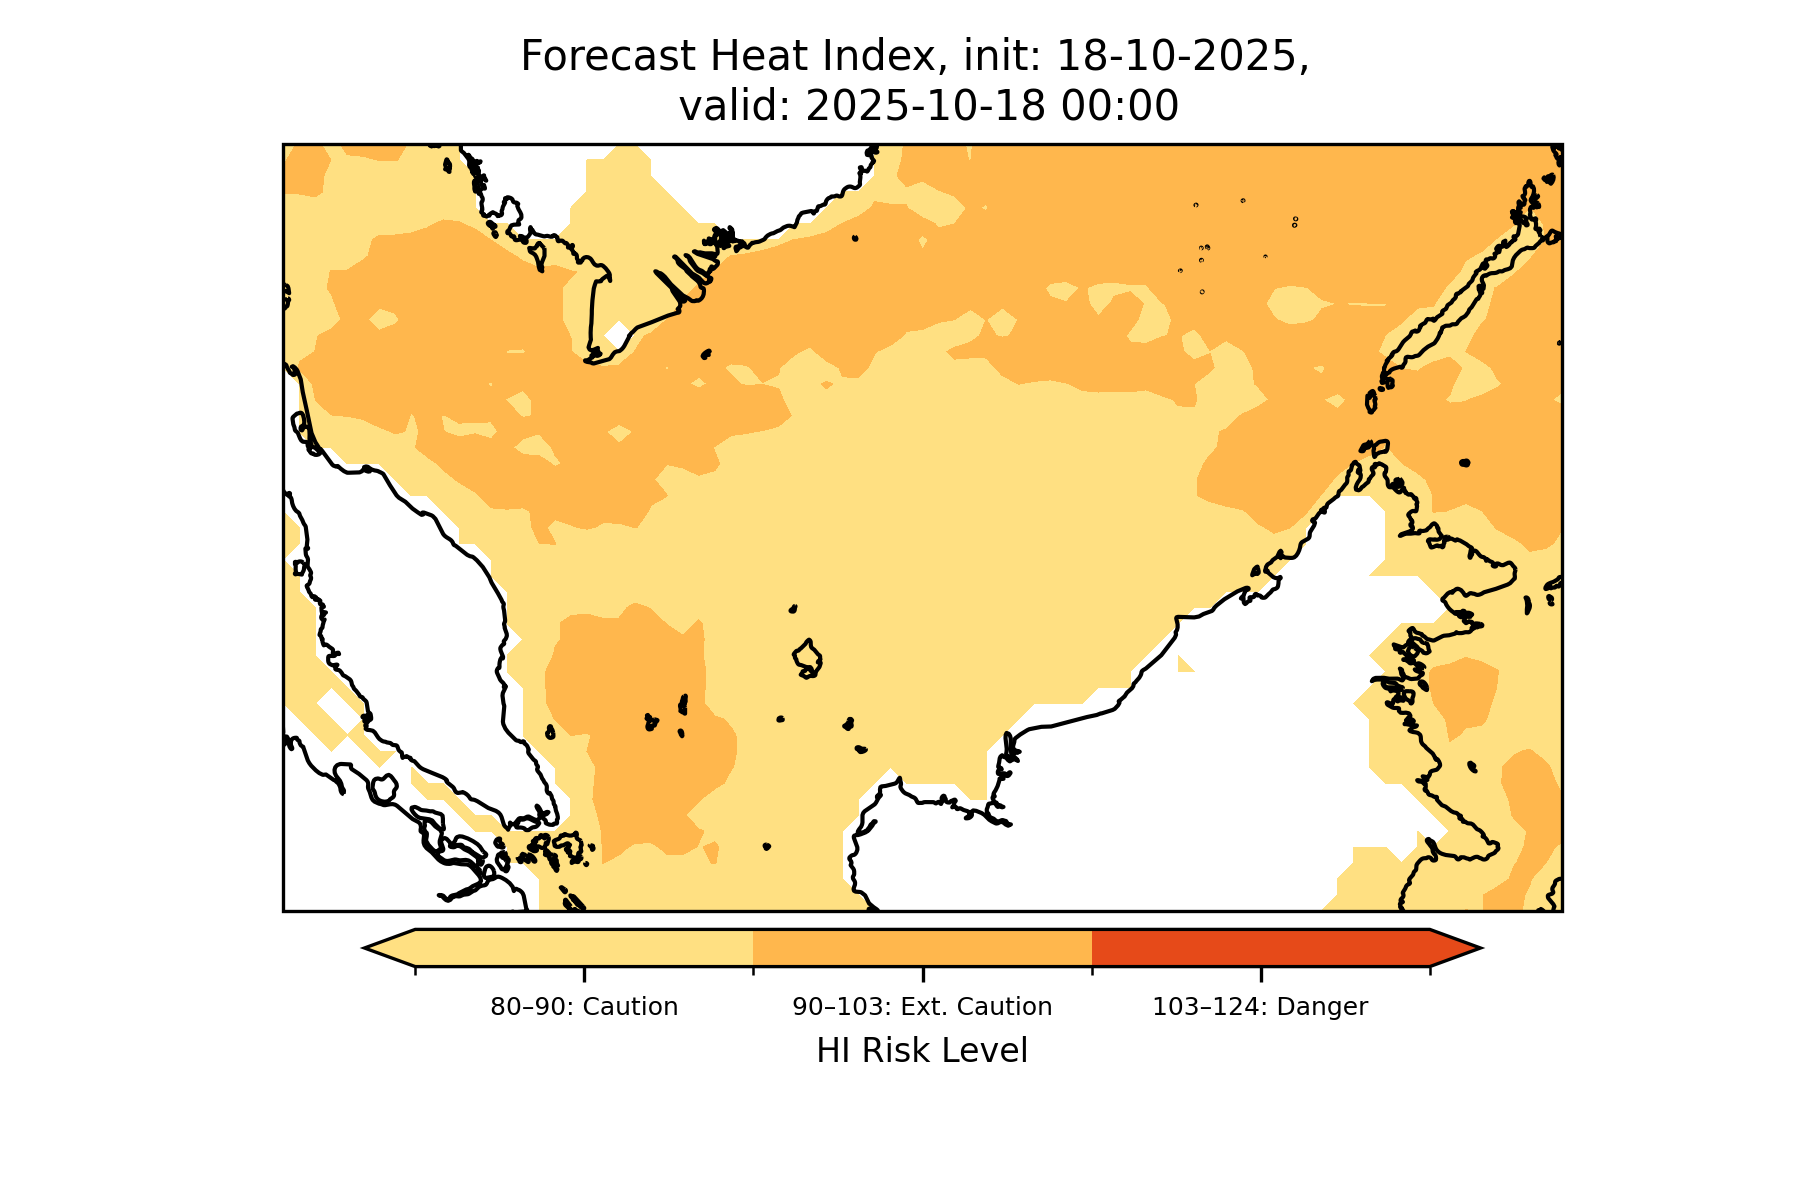 Forecast Heat Index, init: 18-10-2025,
valid: 2025-10-18 00:00
80–90: Caution
90–103: Ext. Caution
103–124: Danger
HI Risk Level